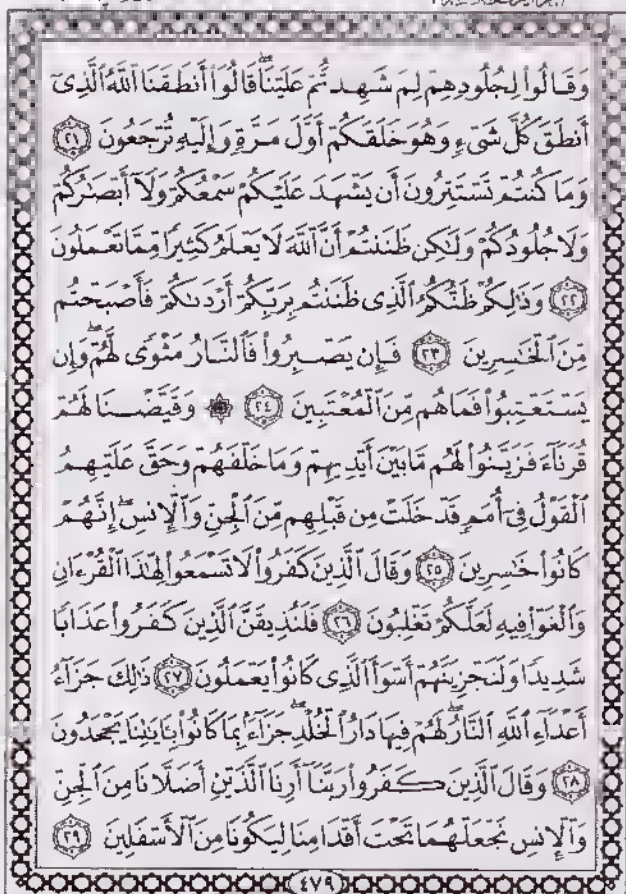 وَقَالُوا۟ لِجُلُودِهِمْ لِمَ شَهِدتُّمْ عَلَيْنَا ۖ قَالُوٓا۟ أَنطَقَنَا ٱللَّهُ ٱلَّذِىٓ
أَنطَقَ كُلَّ شَىْءٍ وَهُوَ خَلَقَكُمْ أَوَّلَ مَرَّةٍ وَإِلَيْهِ تُرْجَعُونَ ٢١
وَمَا كُنتُمْ تَسْتَتِرُونَ أَن يَشْهَدَ عَلَيْكُمْ سَمْعُكُمْ وَلَآ أَبْصَـٰرُكُمْ
وَلَا جُلُودُكُمْ وَلَـٰكِن ظَنَنتُمْ أَنَّ ٱللَّهَ لَا يَعْلَمُ كَثِيرًا مِّمَّا تَعْمَلُونَ
٢٢ وَذَٰلِكُمْ ظَنُّكُمُ ٱلَّذِى ظَنَنتُم بِرَبِّكُمْ أَرْدَىٰكُمْ فَأَصْبَحْتُم
مِّنَ ٱلْخَـٰسِرِينَ ٢٣ فَإِن يَصْبِرُوا۟ فَٱلنَّارُ مَثْوًى لَّهُمْ ۖ وَإِن
يَسْتَعْتِبُوا۟ فَمَا هُم مِّنَ ٱلْمُعْتَبِينَ ٢٤ ۞ وَقَيَّضْنَا لَهُمْ
قُرَنَآءَ فَزَيَّنُوا۟ لَهُم مَّا بَيْنَ أَيْدِيهِمْ وَمَا خَلْفَهُمْ وَحَقَّ عَلَيْهِمُ
ٱلْقَوْلُ فِىٓ أُمَمٍ قَدْ خَلَتْ مِن قَبْلِهِم مِّنَ ٱلْجِنِّ وَٱلْإِنسِ ۖ إِنَّهُمْ
كَانُوا۟ خَـٰسِرِينَ ٢٥ وَقَالَ ٱلَّذِينَ كَفَرُوا۟ لَا تَسْمَعُوا۟ لِهَـٰذَا ٱلْقُرْءَانِ
وَٱلْغَوْا۟ فِيهِ لَعَلَّكُمْ تَغْلِبُونَ ٢٦ فَلَنُذِيقَنَّ ٱلَّذِينَ كَفَرُوا۟ عَذَابًا
شَدِيدًا وَلَنَجْزِيَنَّهُمْ أَسْوَأَ ٱلَّذِى كَانُوا۟ يَعْمَلُونَ ٢٧ ذَٰلِكَ جَزَآءُ
أَعْدَآءِ ٱللَّهِ ٱلنَّارُ ۖ لَهُمْ فِيهَا دَارُ ٱلْخُلْدِ ۖ جَزَآءًۢ بِمَا كَانُوا۟ بِـَٔايَـٰتِنَا يَجْحَدُونَ
٢٨ وَقَالَ ٱلَّذِينَ كَفَرُوا۟ رَبَّنَآ أَرِنَا ٱلَّذَيْنِ أَضَلَّانَا مِنَ ٱلْجِنِّ
وَٱلْإِنسِ نَجْعَلْهُمَا تَحْتَ أَقْدَامِنَا لِيَكُونَا مِنَ ٱلْأَسْفَلِينَ ٢٩
٤٧٩